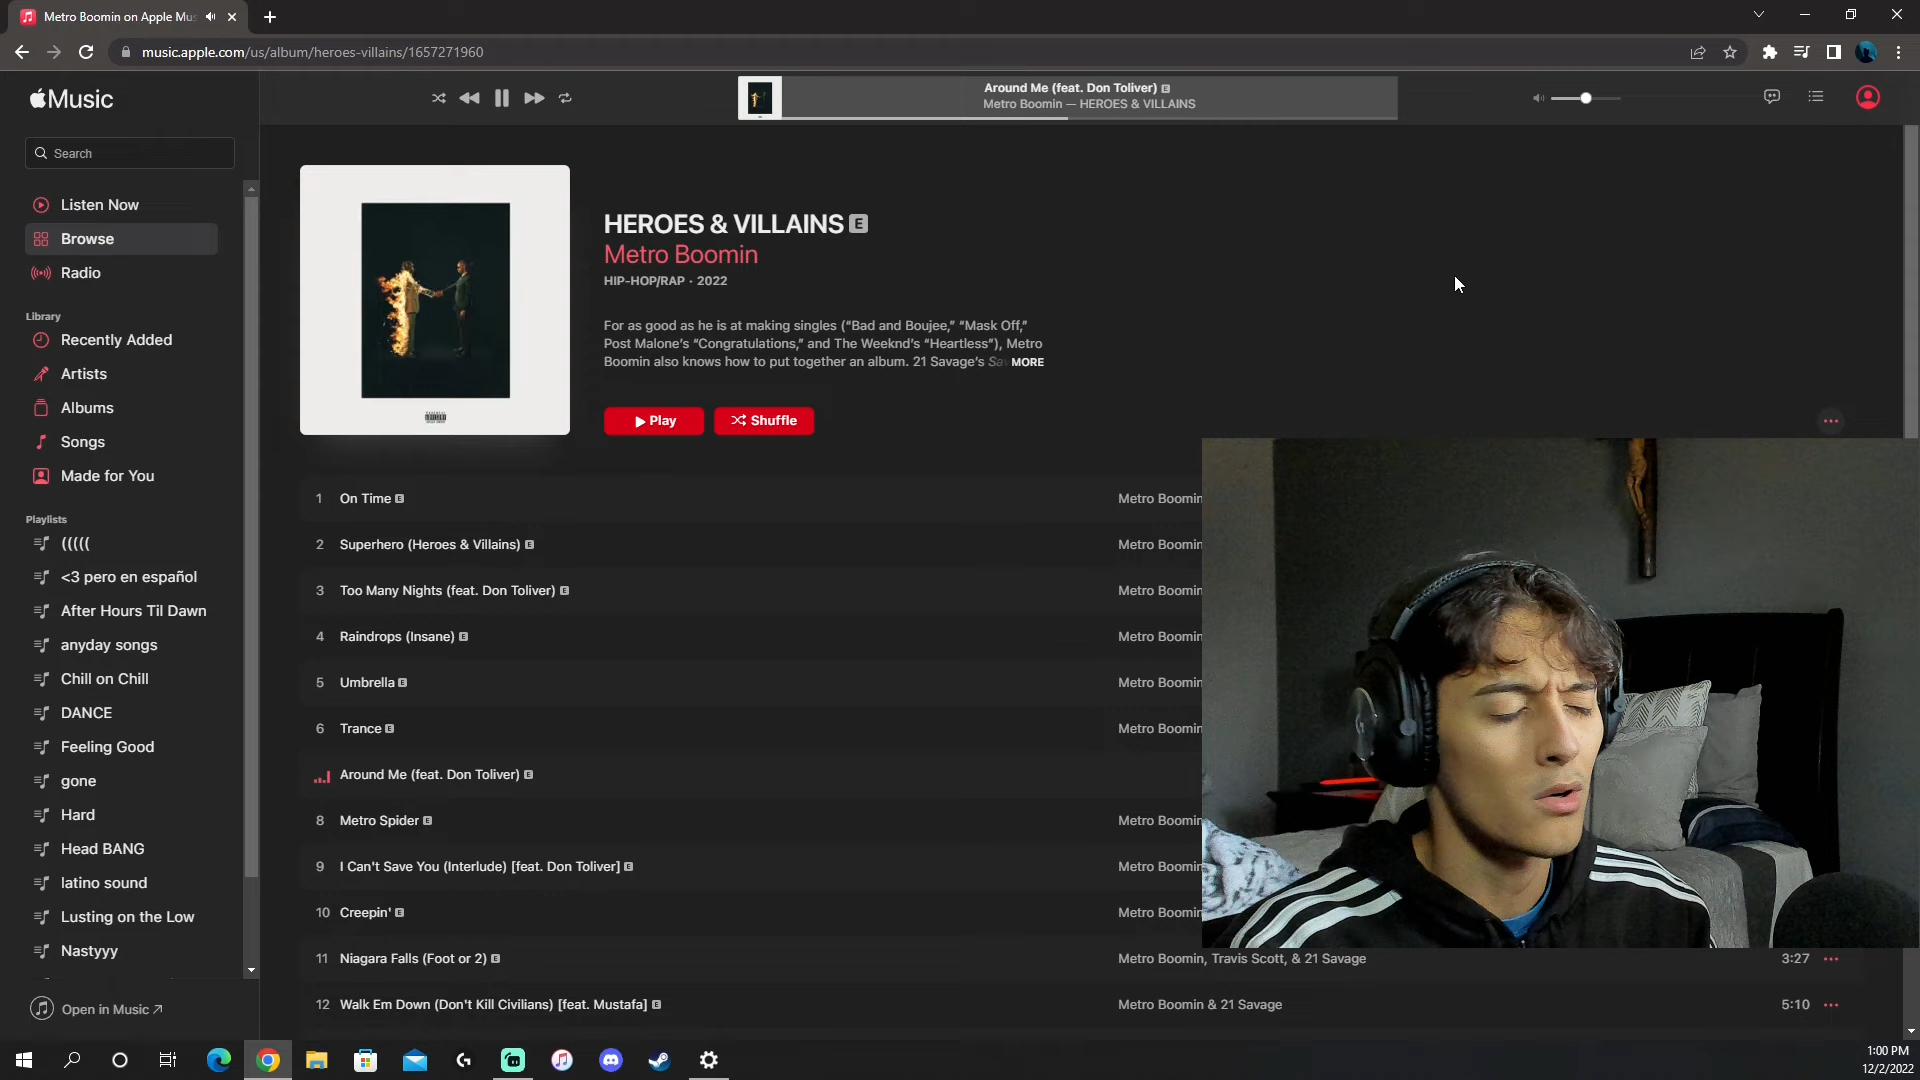 Metro Boomin on Apple Mus
music.apple.com/us/album/heroes-villains/1657271960
Music
Around Me (feat. Don Toliver) E
Metro Boomin — HEROES & VILLAINS
Search
Listen Now
Browse
Radio
Library
Recently Added
Artists
Albums
Songs
Made for You
Playlists
(((((
<3 pero en español
After Hours Til Dawn
anyday songs
Chill on Chill
DANCE
Feeling Good
gone
Hard
Head BANG
latino sound
Lusting on the Low
Nastyyy
Open in Music ↗
HEROES & VILLAINS E
Metro Boomin
HIP-HOP/RAP · 2022
For as good as he is at making singles (“Bad and Boujee,” “Mask Off,”
Post Malone’s “Congratulations,” and The Weeknd’s “Heartless”), Metro
Boomin also knows how to put together an album. 21 Savage’s Sa MORE
Play
Shuffle
1 On Time E Metro Boomin
2 Superhero (Heroes & Villains) E Metro Boomin
3 Too Many Nights (feat. Don Toliver) E Metro Boomin
4 Raindrops (Insane) E Metro Boomin
5 Umbrella E Metro Boomin
6 Trance E Metro Boomin
Around Me (feat. Don Toliver) E
8 Metro Spider E Metro Boomin
9 I Can't Save You (Interlude) [feat. Don Toliver] E Metro Boomin
10 Creepin' E Metro Boomin
11 Niagara Falls (Foot or 2) E Metro Boomin, Travis Scott, & 21 Savage 3:27
12 Walk Em Down (Don't Kill Civilians) [feat. Mustafa] E Metro Boomin & 21 Savage 5:10
1:00 PM
12/2/2022